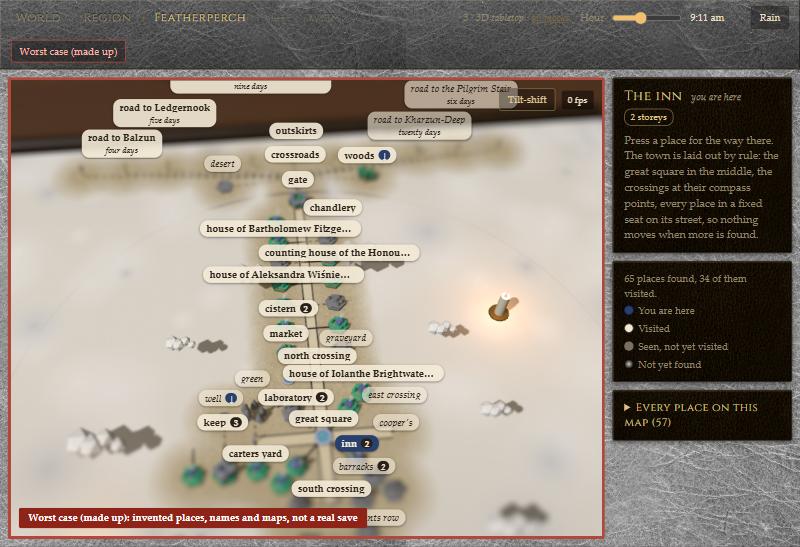 World Region Featherperch
Hour 9:11 am Rain
Worst case (made up)
nine days
road to the Pilgrim Stair
six days
Tilt-shift 0 fps
road to Ledgernook
five days
road to Kharzun-Deep
twenty days
road to Balzun
four days
outskirts
crossroads
woods
desert
gate
chandlery
house of Bartholomew Fitzge...
counting house of the Honou...
house of Aleksandra Wiśnie...
cistern 2
market
graveyard
north crossing
house of Iolanthe Brightwate...
green
well
laboratory 2
east crossing
keep 3
great square
cooper's
inn 2
carters yard
barracks 2
south crossing
nts row
Worst case (made up): invented places, names and maps, not a real save
The inn you are here
2 storeys
Press a place for the way there.
The town is laid out by rule: the
great square in the middle, the
crossings at their compass
points, every place in a fixed
seat on its street, so nothing
moves when more is found.
65 places found, 34 of them
visited.
You are here
Visited
Seen, not yet visited
Not yet found
Every place on this
map (57)